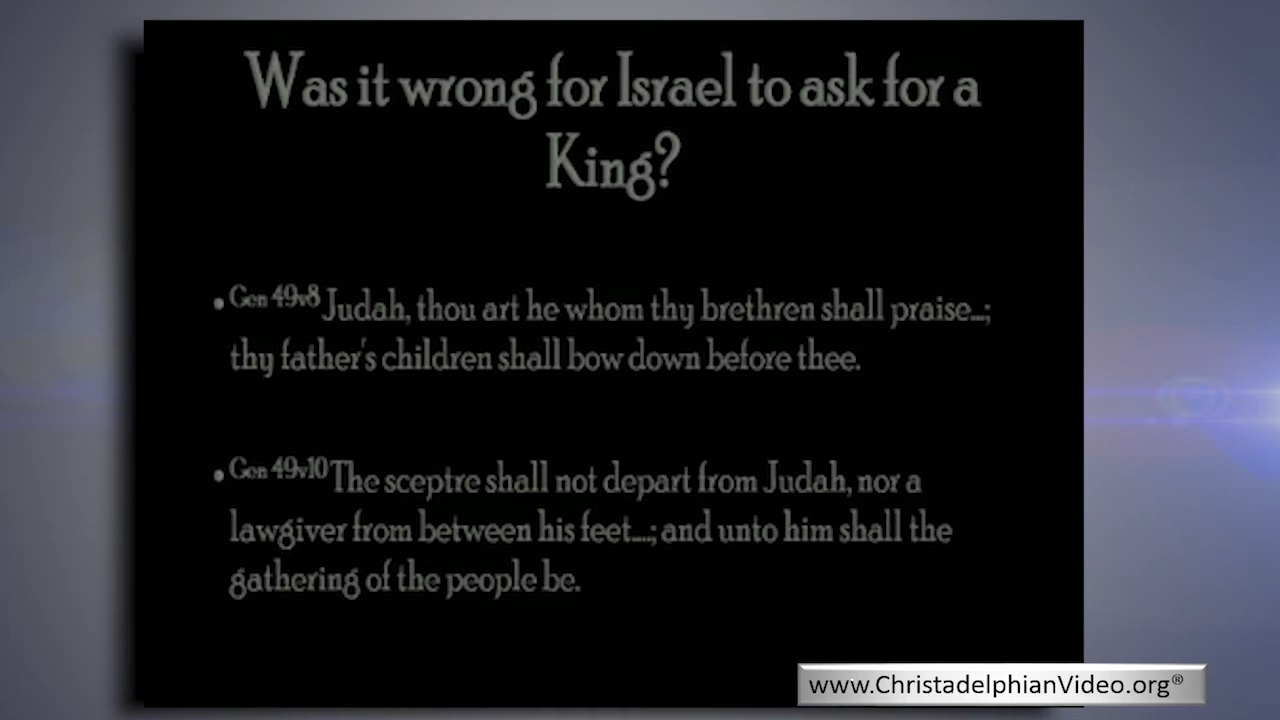 Was it wrong for Israel to ask for a
King?
• Gen 49v8 Judah, thou art he whom thy brethren shall praise...;
thy father's children shall bow down before thee.
• Gen 49v10 The sceptre shall not depart from Judah, nor a
lawgiver from between his feet....; and unto him shall the
gathering of the people be.
www.ChristadelphianVideo.org®